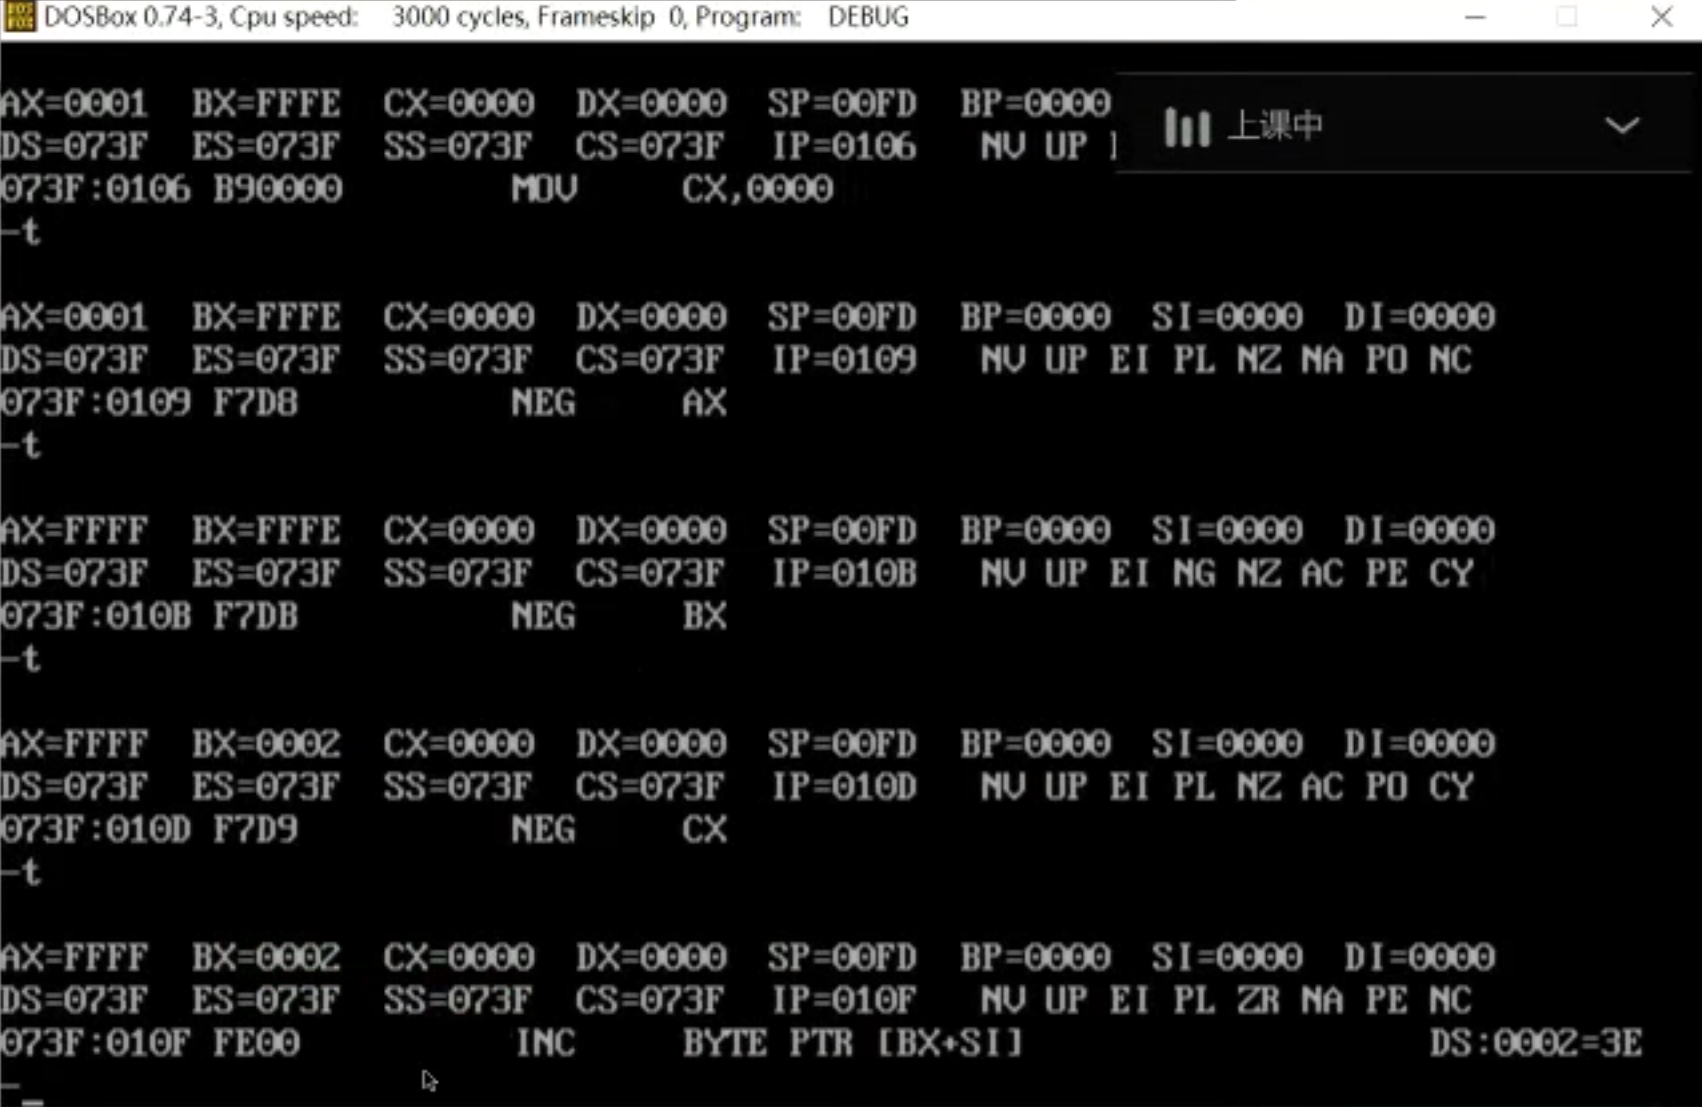 DOSBox 0.74-3, Cpu speed: 3000 cycles, Frameskip 0, Program: DEBUG
AX=0001 BX=FFFE CX=0000 DX=0000 SP=00FD BP=0000
上课中
DS=073F ES=073F SS=073F CS=073F IP=0106 NV UP
073F:0106 B90000 MOV CX,0000
-t
AX=0001 BX=FFFE CX=0000 DX=0000 SP=00FD BP=0000 SI=0000 DI=0000
DS=073F ES=073F SS=073F CS=073F IP=0109 NV UP EI PL NZ NA PO NC
073F:0109 F7D8 NEG AX
-t
AX=FFFF BX=FFFE CX=0000 DX=0000 SP=00FD BP=0000 SI=0000 DI=0000
DS=073F ES=073F SS=073F CS=073F IP=010B NV UP EI NG NZ AC PE CY
073F:010B F7DB NEG BX
-t
AX=FFFF BX=0002 CX=0000 DX=0000 SP=00FD BP=0000 SI=0000 DI=0000
DS=073F ES=073F SS=073F CS=073F IP=010D NV UP EI PL NZ AC PO CY
073F:010D F7D9 NEG CX
-t
AX=FFFF BX=0002 CX=0000 DX=0000 SP=00FD BP=0000 SI=0000 DI=0000
DS=073F ES=073F SS=073F CS=073F IP=010F NV UP EI PL ZR NA PE NC
073F:010F FE00 INC BYTE PTR [BX+SI] DS:0002=3E
-